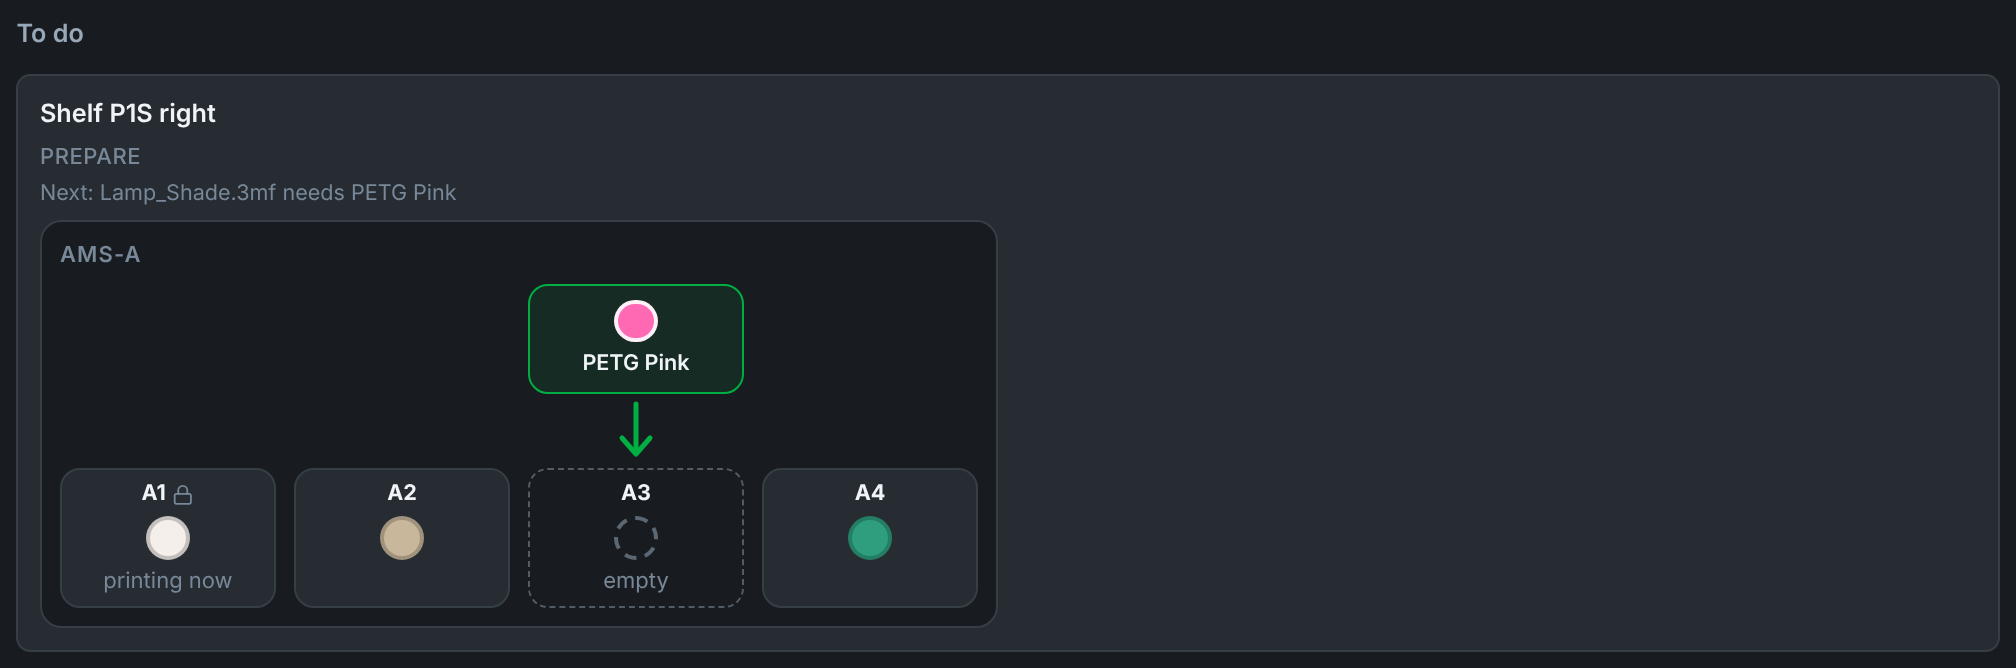 To do
Shelf P1S right
PREPARE
Next: Lamp_Shade.3mf needs PETG Pink
AMS-A
PETG Pink
A1
A2
A3
A4
printing now
empty